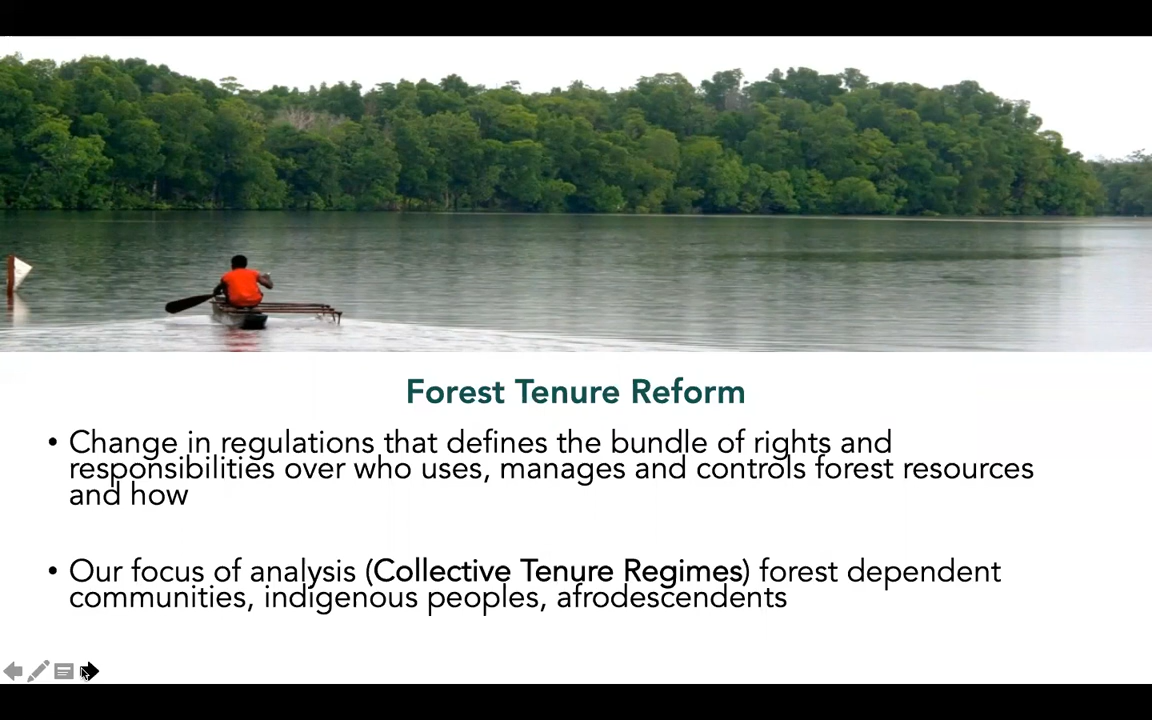 Forest Tenure Reform
• Change in regulations that defines the bundle of rights and
responsibilities over who uses, manages and controls forest resources
and how
• Our focus of analysis (Collective Tenure Regimes) forest dependent
communities, indigenous peoples, afrodescendents